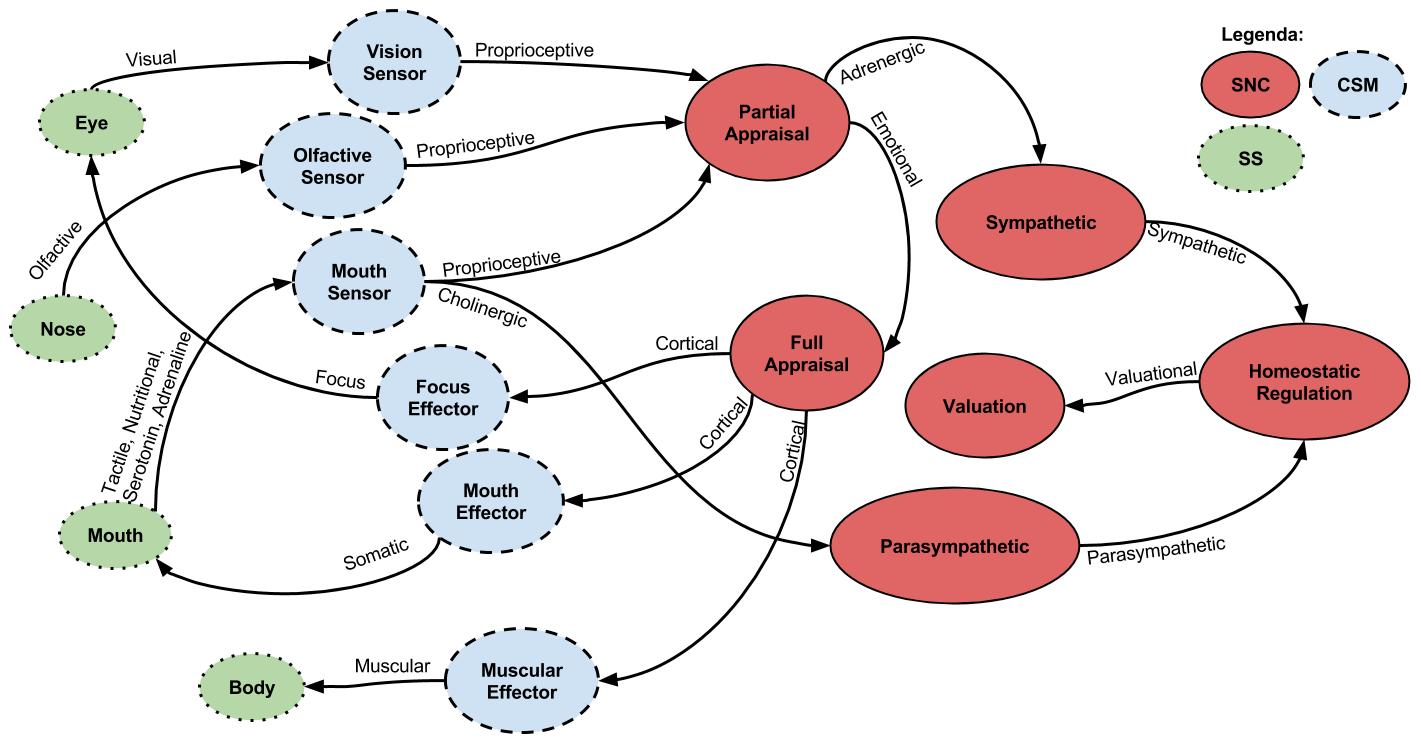 Legenda:
SNC
CSM
SS
Visual
Vision
Sensor
Proprioceptive
Adrenergic
Eye
Partial
Appraisal
Emotional
Olfactive
Sensor
Proprioceptive
Olfactive
Sympathetic
Sympathetic
Mouth
Sensor
Proprioceptive
Cholinergic
Nose
Tactile, Nutritional,
Serotonin, Adrenaline
Full
Appraisal
Cortical
Focus
Focus
Effector
Homeostatic
Regulation
Valuational
Valuation
Cortical
Cortical
Mouth
Effector
Mouth
Somatic
Parasympathetic
Parasympathetic
Muscular
Effector
Muscular
Body